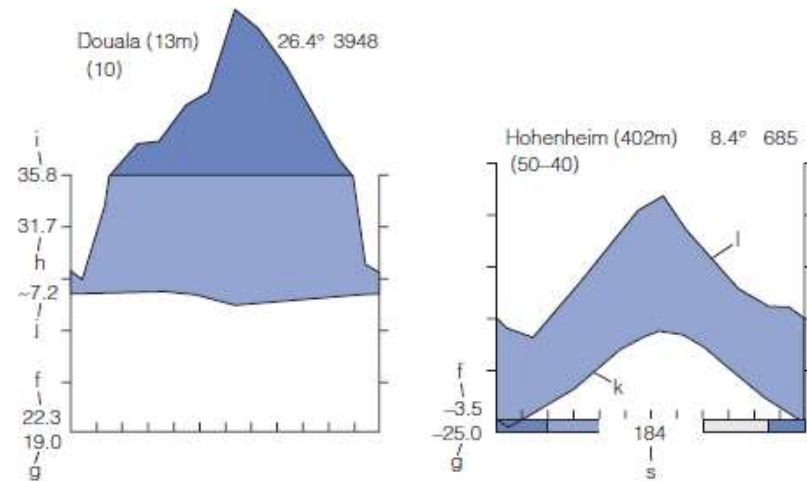 Douala (13m) 26.4° 3948
(10)
i
35.8
31.7
h
~7.2
i
f
22.3
19.0
g
Hohenheim (402m) 8.4° 685
(50–40)
l
k
f
–3.5
–25.0
g
184
s